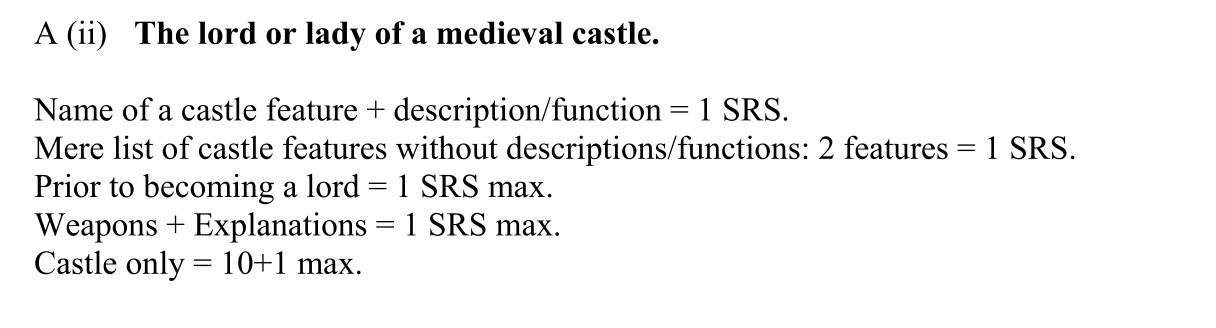 A (ii) The lord or lady of a medieval castle.
Name of a castle feature + description/function = 1 SRS.
Mere list of castle features without descriptions/functions: 2 features = 1 SRS.
Prior to becoming a lord = 1 SRS max.
Weapons + Explanations = 1 SRS max.
Castle only = 10+1 max.